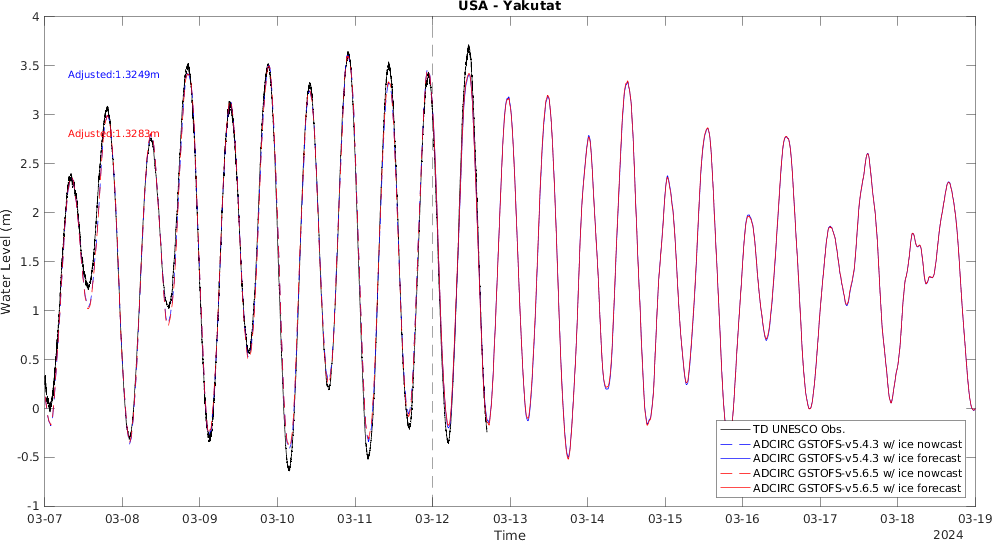 USA - Yakutat
Water Level (m)
4
3.5
3
2.5
2
1.5
1
0.5
0
-0.5
-1
Adjusted:1.3249m
Adjusted:1.3283m
TD UNESCO Obs.
ADCIRC GSTOFS-v5.4.3 w/ ice nowcast
ADCIRC GSTOFS-v5.4.3 w/ ice forecast
ADCIRC GSTOFS-v5.6.5 w/ ice nowcast
ADCIRC GSTOFS-v5.6.5 w/ ice forecast
03-07 03-08 03-09 03-10 03-11 03-12 03-13 03-14 03-15 03-16 03-17 03-18 03-19
Time
2024